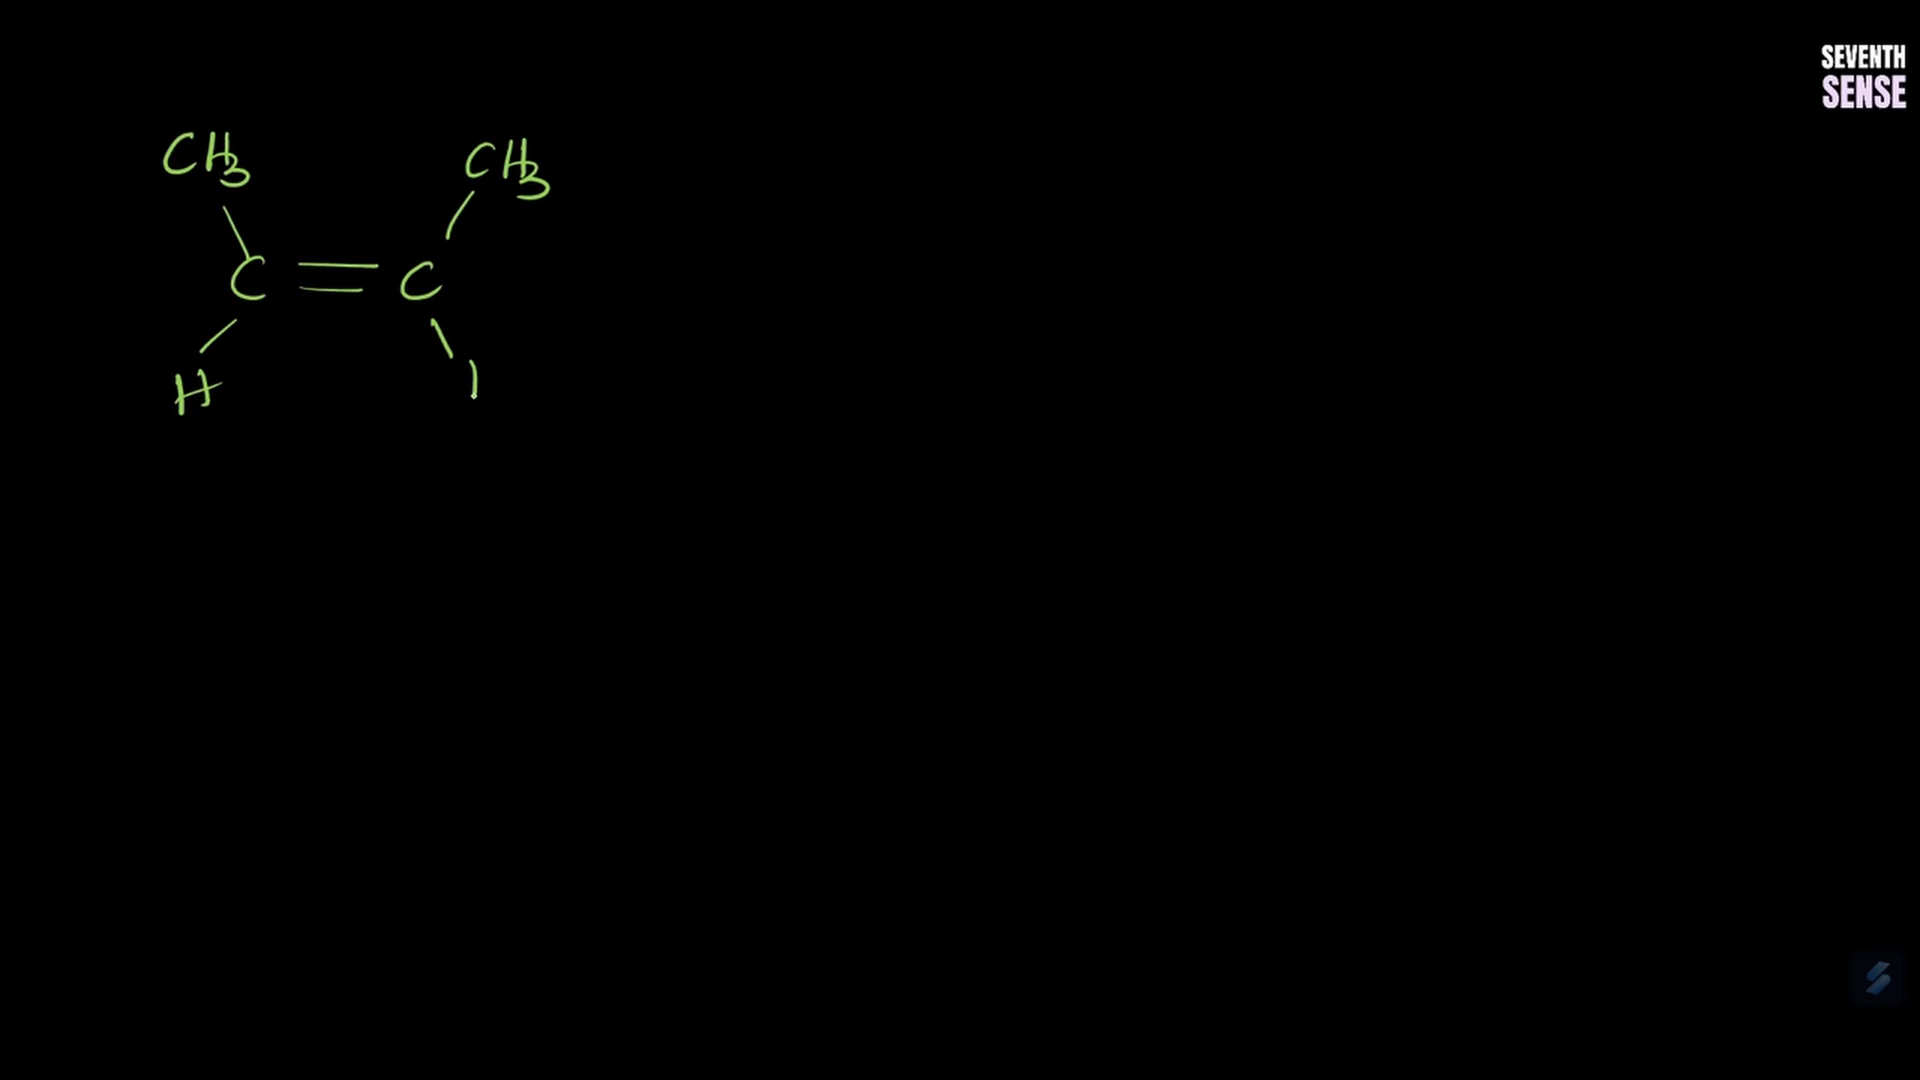 SEVENTH
SENSE
CH3 CH3
C = C
H